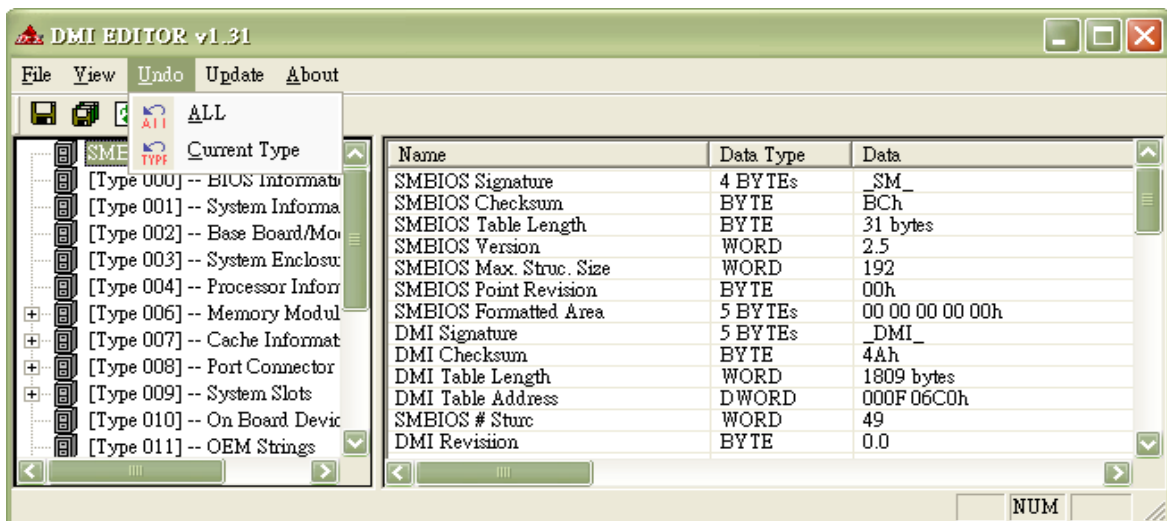 DMI EDITOR v1.31
File View Undo Update About
ALL
Current Type
[Type 000] -- BIOS Informati
[Type 001] -- System Informa
[Type 002] -- Base Board/Mo
[Type 003] -- System Enclosu
[Type 004] -- Processor Inform
[Type 006] -- Memory Modul
[Type 007] -- Cache Informat
[Type 008] -- Port Connector
[Type 009] -- System Slots
[Type 010] -- On Board Devic
[Type 011] -- OEM Strings
Name Data Type Data
SMBIOS Signature 4 BYTEs _SM_
SMBIOS Checksum BYTE BCh
SMBIOS Table Length BYTE 31 bytes
SMBIOS Version WORD 2.5
SMBIOS Max. Struc. Size WORD 192
SMBIOS Point Revision BYTE 00h
SMBIOS Formatted Area 5 BYTEs 00 00 00 00 00h
DMI Signature 5 BYTEs _DMI_
DMI Checksum BYTE 4Ah
DMI Table Length WORD 1809 bytes
DMI Table Address DWORD 000F06C0h
SMBIOS # Sturc WORD 49
DMI Revisiion BYTE 0.0
NUM